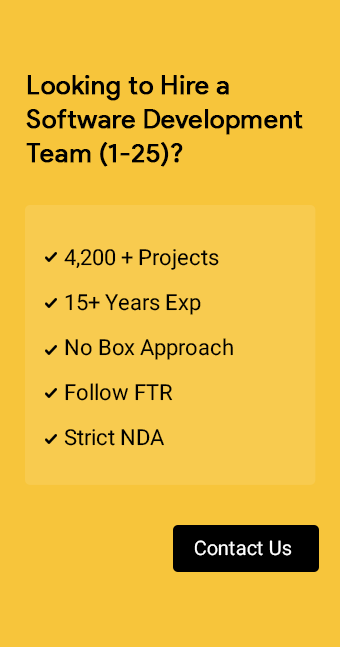 Looking to Hire a
Software Development
Team (1-25)?
4,200 + Projects
15+ Years Exp
No Box Approach
Follow FTR
Strict NDA
Contact Us